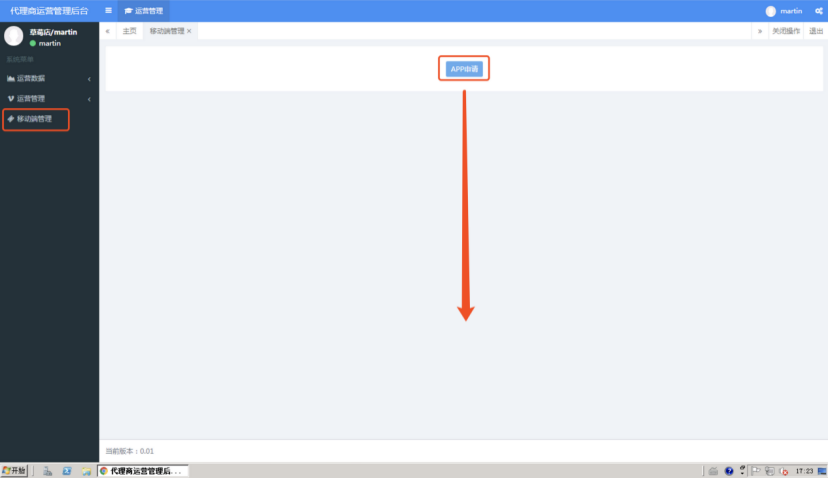 代理商运营管理后台
运营管理
martin
草莓店/martin
martin
系统菜单
运营数据
运营管理
移动端管理
主页
移动端管理
关闭操作
退出
APP申请
当前版本:0.01
开始
代理商运营管理后...
17:23